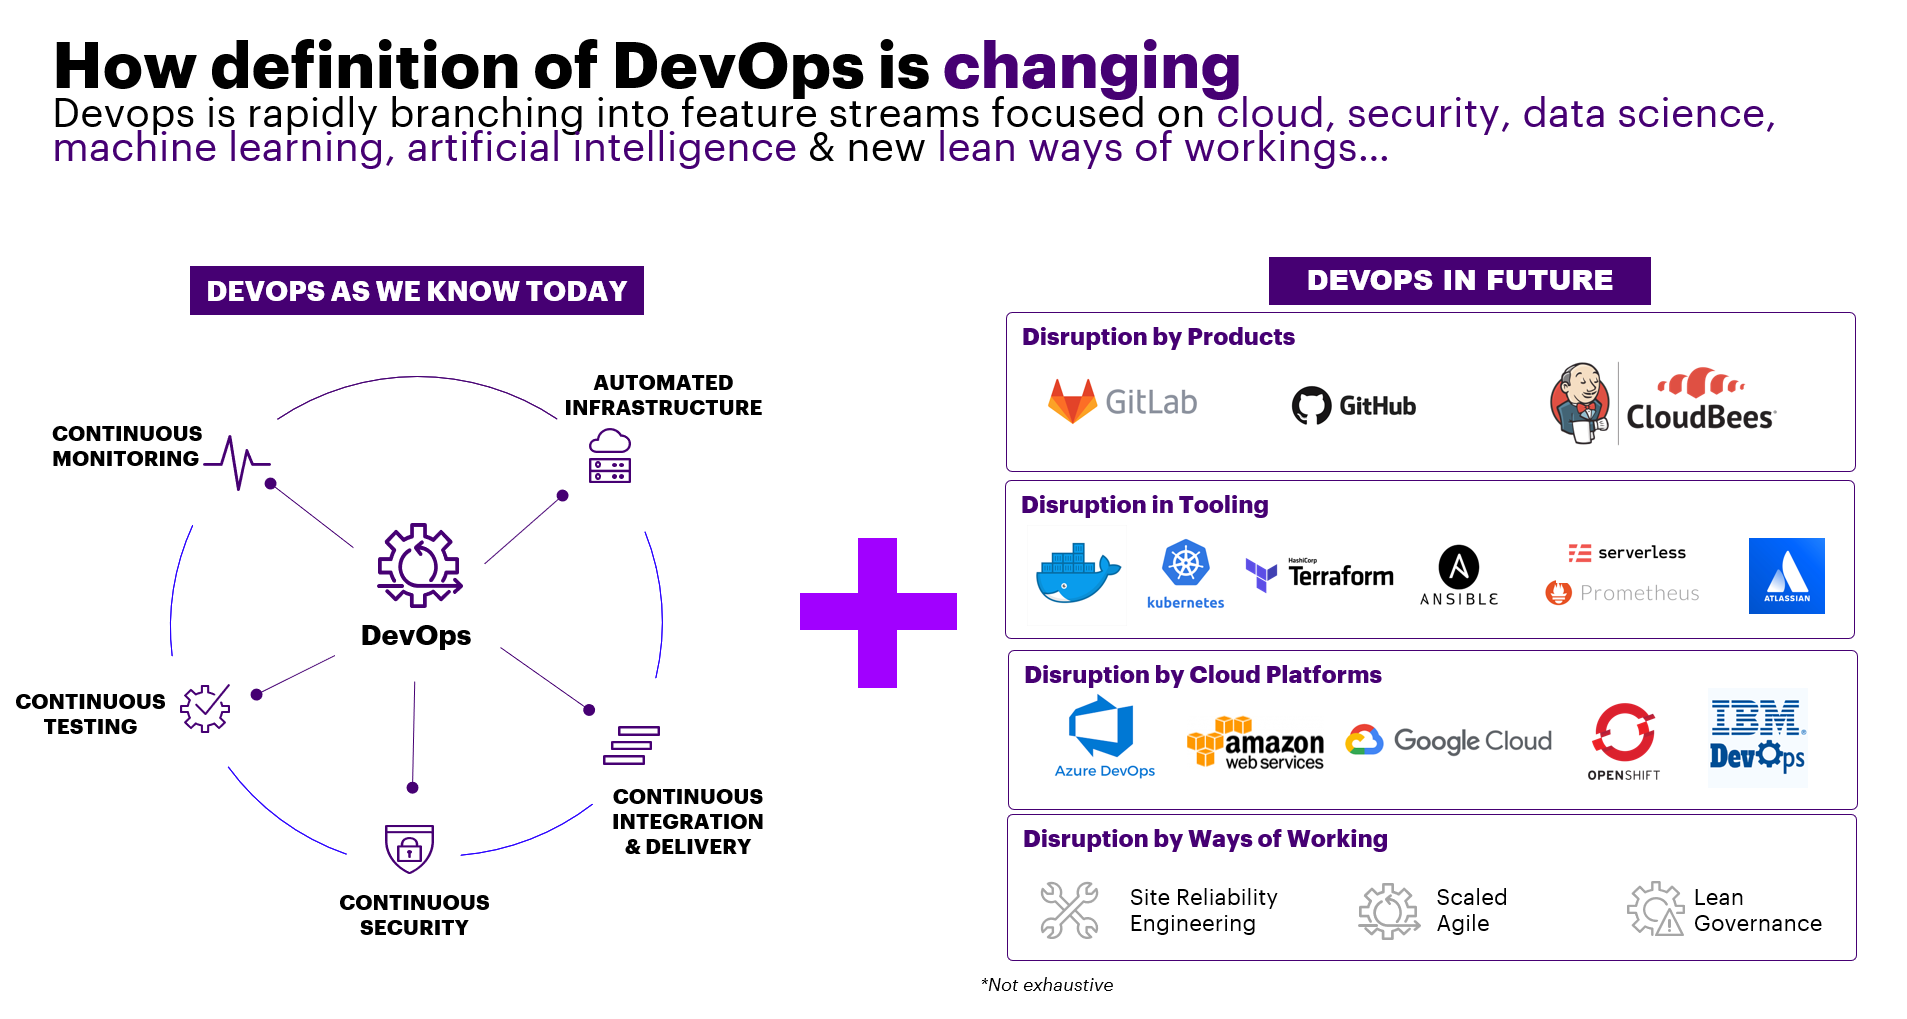 How definition of DevOps is changing
Devops is rapidly branching into feature streams focused on cloud, security, data science,
machine learning, artificial intelligence & new lean ways of workings...
DEVOPS AS WE KNOW TODAY
AUTOMATED
INFRASTRUCTURE
CONTINUOUS
MONITORING
DevOps
CONTINUOUS
TESTING
CONTINUOUS
INTEGRATION
& DELIVERY
CONTINUOUS
SECURITY
DEVOPS IN FUTURE
Disruption by Products
GitLab
GitHub
CloudBees
Disruption in Tooling
kubernetes
HashiCorp
Terraform
ANSIBLE
serverless
Prometheus
ATLASSIAN
Disruption by Cloud Platforms
Azure DevOps
amazon
web services
Google Cloud
OPENSHIFT
IBM®
DevOps
Disruption by Ways of Working
Site Reliability
Engineering
Scaled
Agile
Lean
Governance
*Not exhaustive